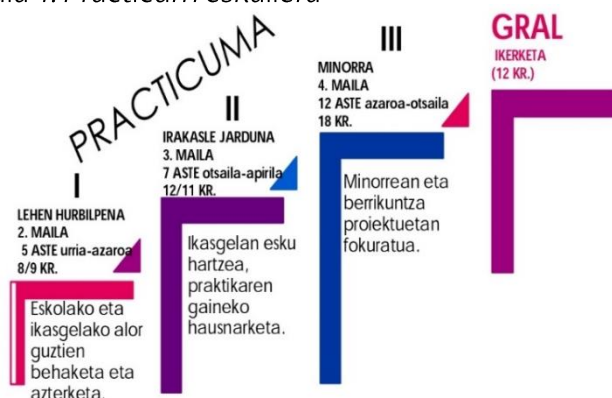 PRACTICUMA
I
LEHEN HURBILPENA
2. MAILA
5 ASTE urria-azaroa
8/9 KR.
Eskolako eta
ikasgelako alor
guztien
behaketa eta
azterketa.
II
IRAKASLE JARDUNA
3. MAILA
7 ASTE otsaila-apirila
12/11 KR.
Ikasgelan esku
hartzea,
praktikaren
gaineko
hausnarketa.
III
MINORRA
4. MAILA
12 ASTE azaroa-otsaila
18 KR.
Minorrean eta
berrikuntza
proiektuetan
fokuratua.
GRAL
IKERKETA
(12 KR.)